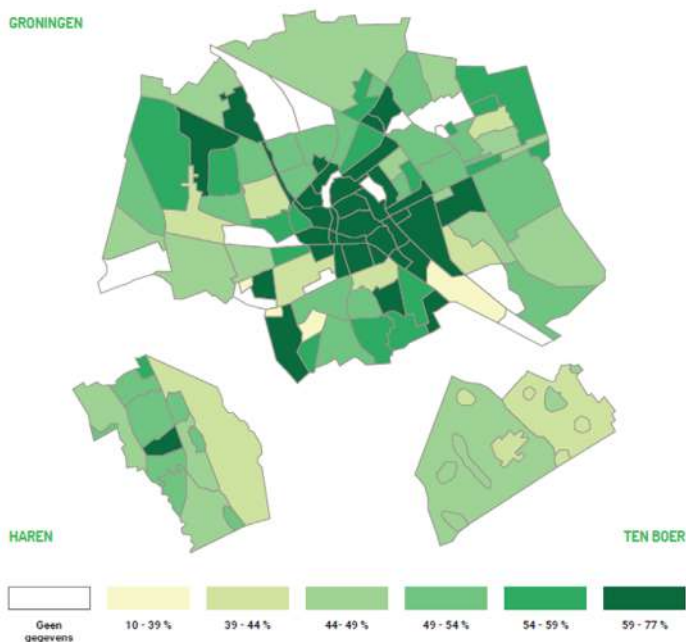 GRONINGEN
HAREN
TEN BOER
Geen
gegevens
10 - 39 %
39 - 44 %
44- 49 %
49 - 54 %
54 - 59 %
59 - 77 %